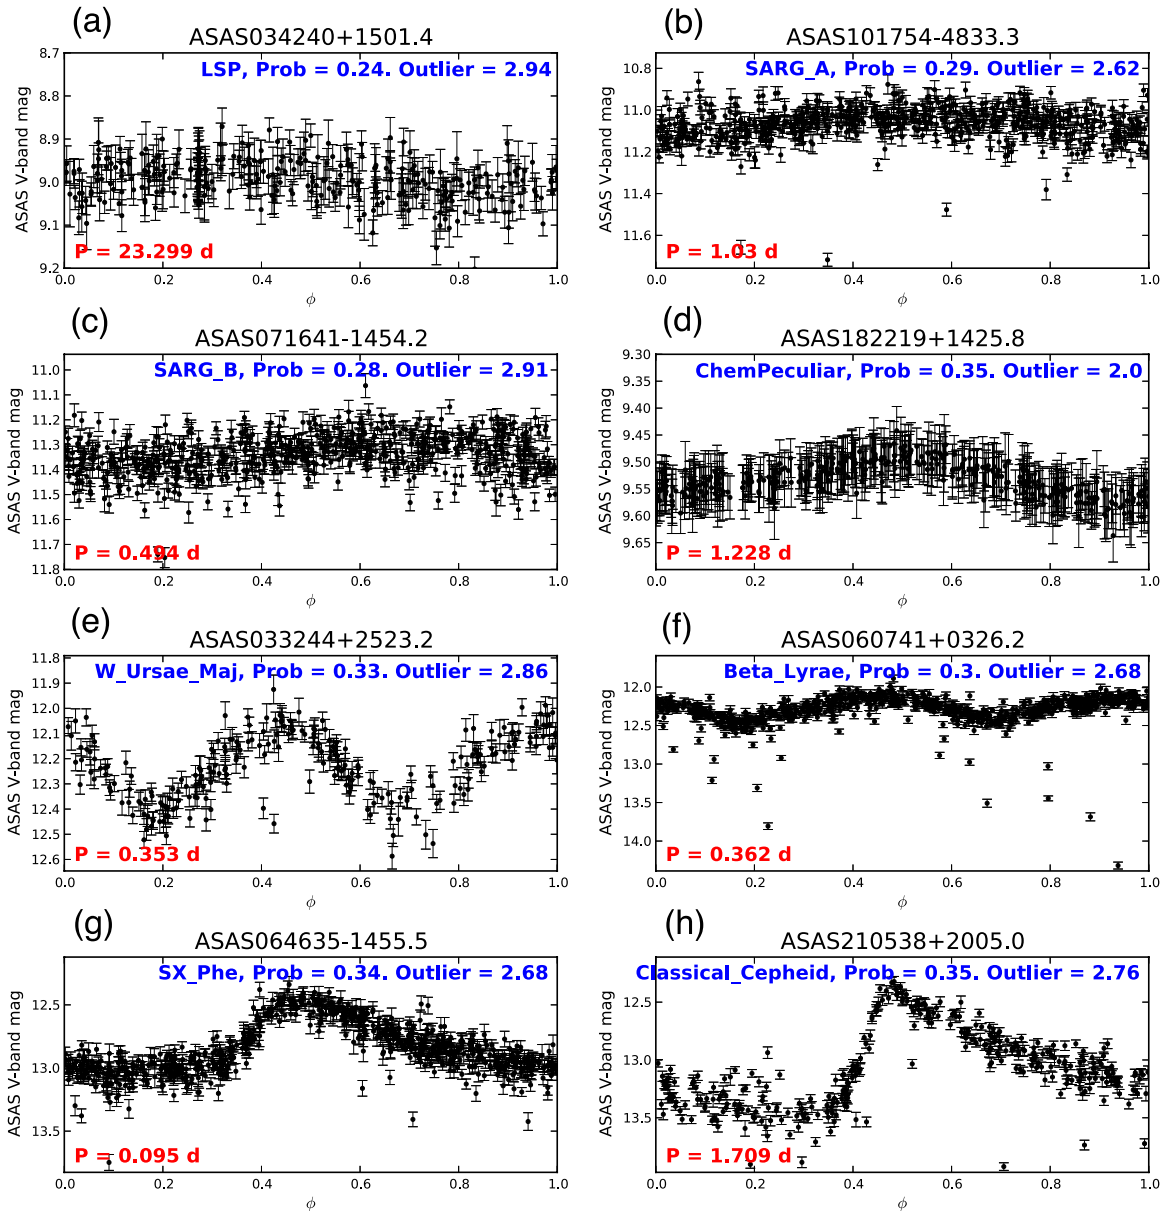 (a)
ASAS034240+1501.4
LSP, Prob = 0.24. Outlier = 2.94
8.7
8.8
8.9
9.0
9.1
9.2
ASAS V-band mag
P = 23.299 d
0.0 0.2 0.4 0.6 0.8 1.0
ϕ
(b)
ASAS101754-4833.3
SARG_A, Prob = 0.29. Outlier = 2.62
10.8
11.0
11.2
11.4
11.6
ASAS V-band mag
P = 1.03 d
0.0 0.2 0.4 0.6 0.8 1.0
ϕ
(c)
ASAS071641-1454.2
SARG_B, Prob = 0.28. Outlier = 2.91
11.0
11.1
11.2
11.3
11.4
11.5
11.6
11.7
11.8
ASAS V-band mag
P = 0.494 d
0.0 0.2 0.4 0.6 0.8 1.0
ϕ
(d)
ASAS182219+1425.8
ChemPeculiar, Prob = 0.35. Outlier = 2.0
9.30
9.35
9.40
9.45
9.50
9.55
9.60
9.65
ASAS V-band mag
P = 1.228 d
0.0 0.2 0.4 0.6 0.8 1.0
ϕ
(e)
ASAS033244+2523.2
W_Ursae_Maj, Prob = 0.33. Outlier = 2.86
11.8
11.9
12.0
12.1
12.2
12.3
12.4
12.5
12.6
ASAS V-band mag
P = 0.353 d
0.0 0.2 0.4 0.6 0.8 1.0
ϕ
(f)
ASAS060741+0326.2
Beta_Lyrae, Prob = 0.3. Outlier = 2.68
12.0
12.5
13.0
13.5
14.0
ASAS V-band mag
P = 0.362 d
0.0 0.2 0.4 0.6 0.8 1.0
ϕ
(g)
ASAS064635-1455.5
SX_Phe, Prob = 0.34. Outlier = 2.68
12.5
13.0
13.5
ASAS V-band mag
P = 0.095 d
0.0 0.2 0.4 0.6 0.8 1.0
ϕ
(h)
ASAS210538+2005.0
Classical_Cepheid, Prob = 0.35. Outlier = 2.76
12.5
13.0
13.5
ASAS V-band mag
P = 1.709 d
0.0 0.2 0.4 0.6 0.8 1.0
ϕ